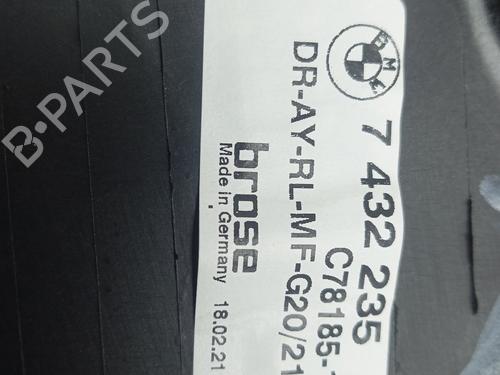 BMW
7 432 235
C78185-
DR-AY-RL-MF-G20/21
brose
Made in Germany 18.02.21
B-PARTS